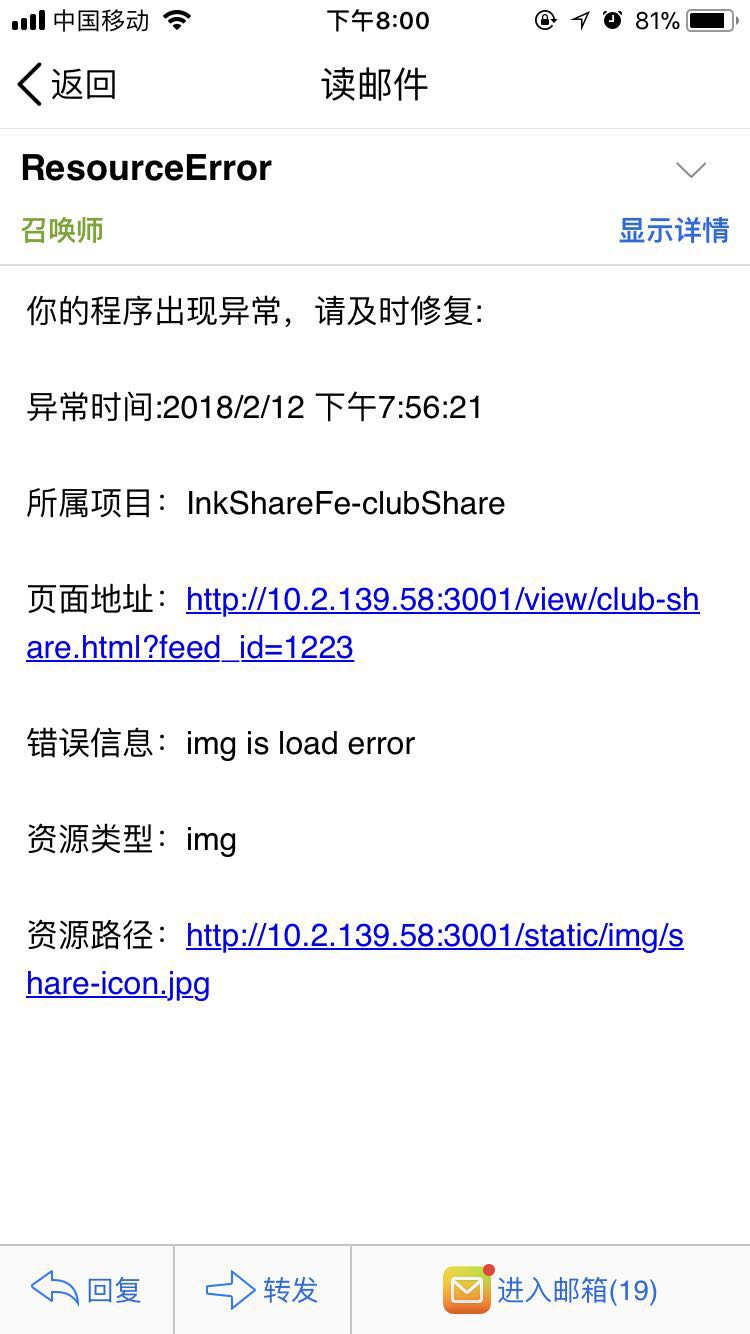 中国移动 下午8:00 81%
返回 读邮件
ResourceError
召唤师 显示详情
你的程序出现异常，请及时修复:
异常时间:2018/2/12 下午7:56:21
所属项目：InkShareFe-clubShare
页面地址：http://10.2.139.58:3001/view/club-sh
are.html?feed_id=1223
错误信息：img is load error
资源类型：img
资源路径：http://10.2.139.58:3001/static/img/s
hare-icon.jpg
回复 转发 进入邮箱(19)